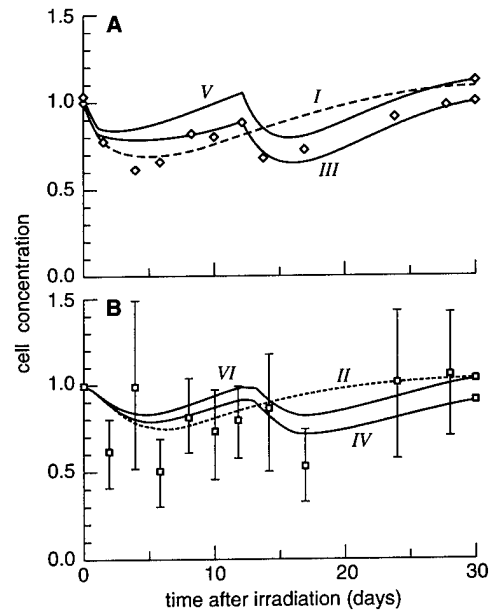 A
1.5
1.0
0.5
0.0
V
I
III
cell concentration
B
1.5
1.0
0.5
0.0
VI
II
IV
0
10
20
30
time after irradiation (days)